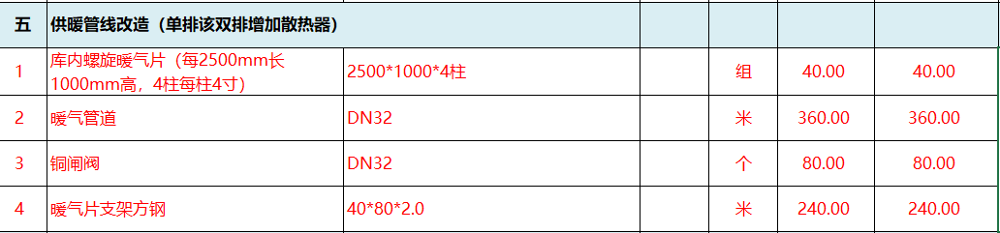 五 供暖管线改造（单排该双排增加散热器）
1 库内螺旋暖气片（每2500mm长 2500*1000*4柱 组 40.00 40.00
1000mm高，4柱每柱4寸）
2 暖气管道 DN32 米 360.00 360.00
3 铜闸阀 DN32 个 80.00 80.00
4 暖气片支架方钢 40*80*2.0 米 240.00 240.00